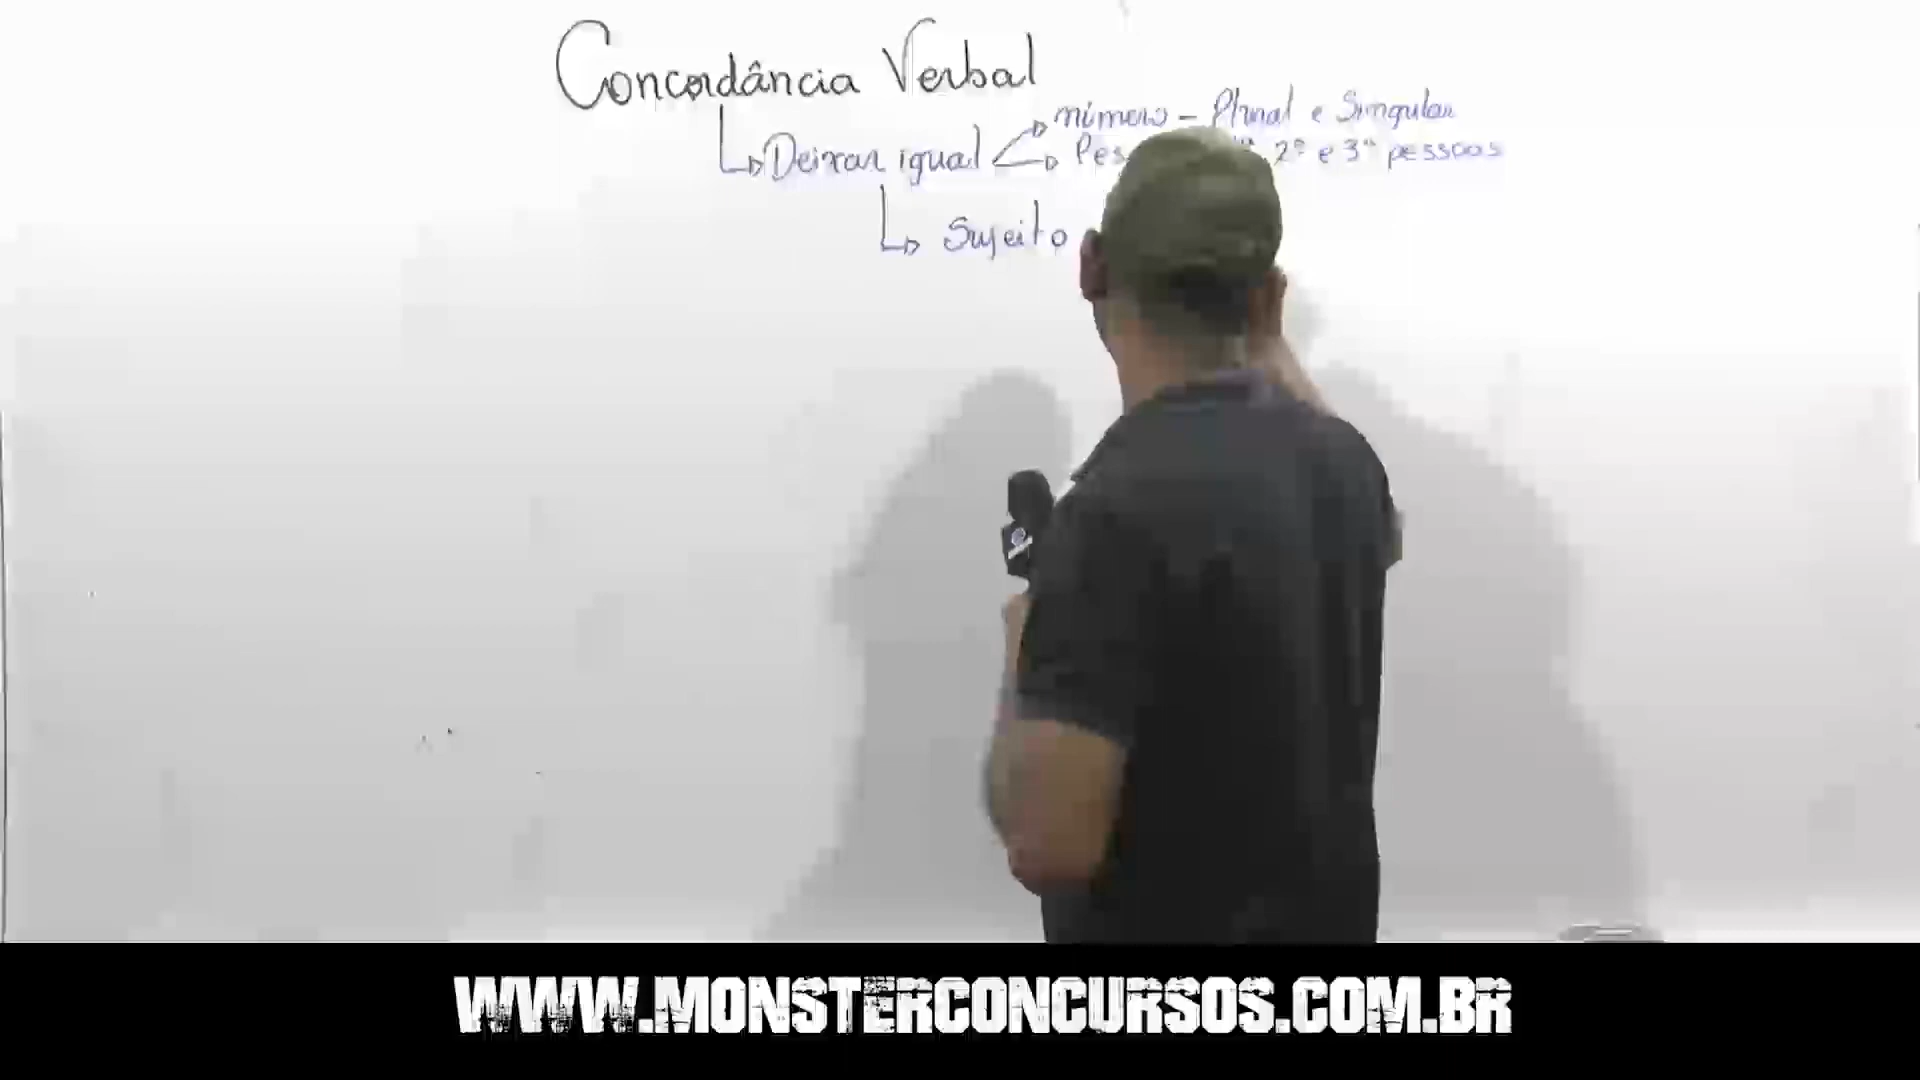 Concordância Verbal
número - Plural e Singular
Deixar igual
2ª e 3ª pessoas
Sujeito
WWW.MONSTERCONCURSOS.COM.BR